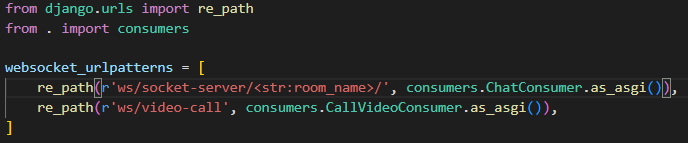 from django.urls import re_path
from . import consumers
websocket_urlpatterns = [
re_path(r'ws/socket-server/<str:room_name>/', consumers.ChatConsumer.as_asgi()),
re_path(r'ws/video-call', consumers.CallVideoConsumer.as_asgi()),
]